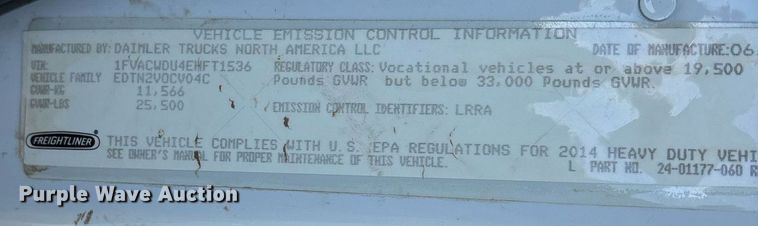 VEHICLE EMISSION CONTROL INFORMATION
MANUFACTURED BY: DAIMLER TRUCKS NORTH AMERICA LLC DATE OF MANUFACTURE:06
VIN: 1FVACWDU4EHFT1536 REGULATORY CLASS: Vocational vehicles at or above 19,500
VEHICLE FAMILY EDTN2VOCV04C Pounds GVWR but below 33,000 Pounds GVWR.
GVWR-KG 11,566
GVWR-LBS 25,500 EMISSION CONTROL IDENTIFIERS: LRRA
FREIGHTLINER THIS VEHICLE COMPLIES WITH U.S. EPA REGULATIONS FOR 2014 HEAVY DUTY VEHI
SEE OWNER'S MANUAL FOR PROPER MAINTENANCE OF THIS VEHICLE.
L PART NO. 24-01177-060 R
Purple Wave Auction